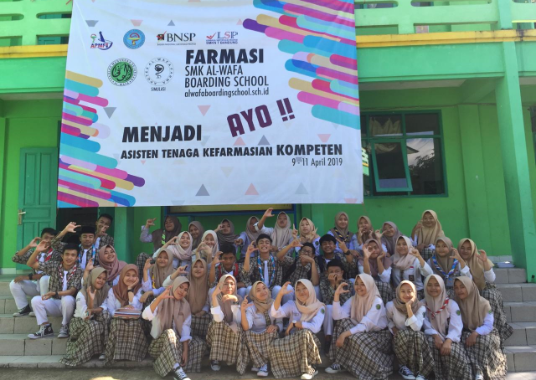 BNSP
LSP
FARMASI
SMK AL-WAFA
BOARDING SCHOOL
alwafaboardingschool.sch.id
AYO !!
MENJADI
ASISTEN TENAGA KEFARMASIAN KOMPETEN
9 11 April 2019